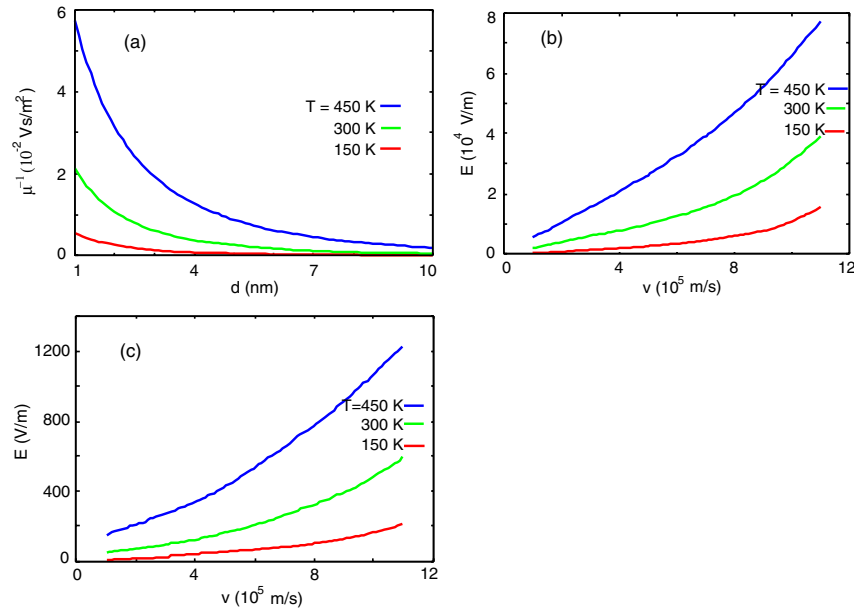 (a)
μ⁻¹ (10⁻² Vs/m²)
6
4
2
0
T = 450 K
300 K
150 K
1
4
7
10
d (nm)
(b)
E (10⁴ V/m)
8
6
4
2
0
T = 450 K
300 K
150 K
0
4
8
12
v (10⁵ m/s)
(c)
E (V/m)
1200
800
400
0
T=450 K
300 K
150 K
0
4
8
12
v (10⁵ m/s)